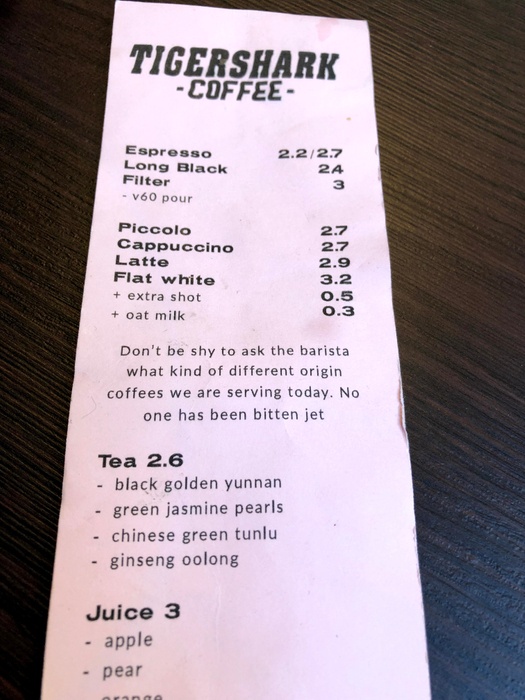 TIGERSHARK
-COFFEE-
Espresso 2.2/2.7
Long Black 2.4
Filter 3
- v60 pour
Piccolo 2.7
Cappuccino 2.7
Latte 2.9
Flat white 3.2
+ extra shot 0.5
+ oat milk 0.3
Don't be shy to ask the barista
what kind of different origin
coffees we are serving today. No
one has been bitten jet
Tea 2.6
- black golden yunnan
- green jasmine pearls
- chinese green tunlu
- ginseng oolong
Juice 3
- apple
- pear
orange